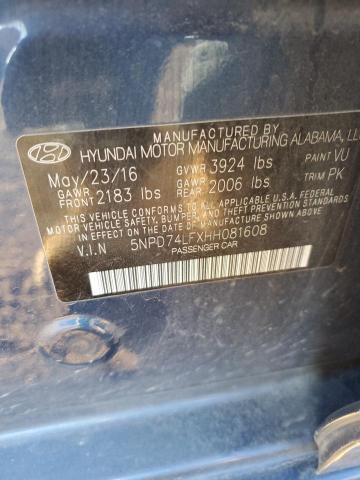 MANUFACTURED BY
HYUNDAI MOTOR MANUFACTURING ALABAMA, LL
May/23/16 GVWR 3924 lbs PAINT VU
GAWR FRONT 2183 lbs GAWR REAR 2006 lbs TRIM PK
THIS VEHICLE CONFORMS TO ALL APPLICABLE U.S.A. FEDERAL
MOTOR VEHICLE SAFETY, BUMPER, AND THEFT PREVENTION
STANDARDS IN EFFECT ON THE DATE OF MANUFACTURE SHOWN ABOVE.
V.I.N 5NPD74LFXHH081608
PASSENGER CAR